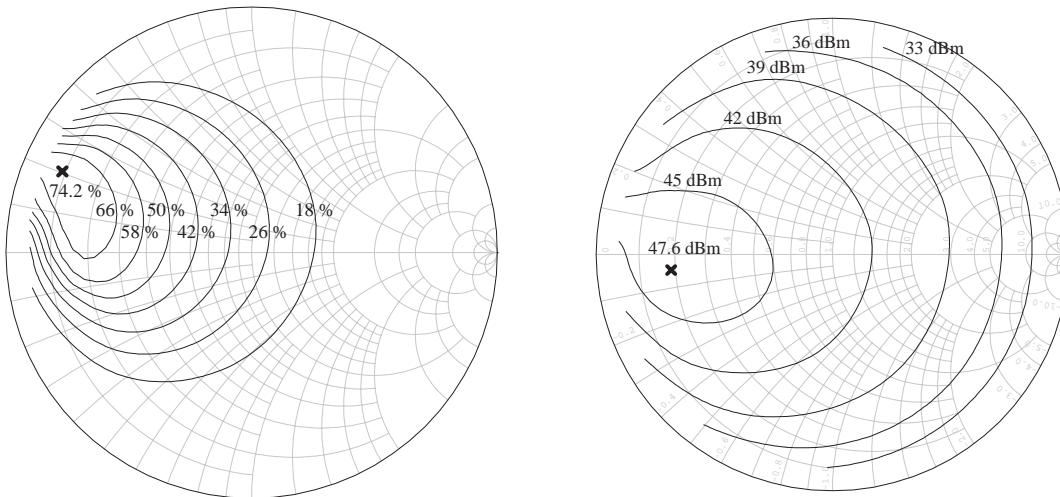 74.2 %
66 %
50 %
34 %
18 %
58 %
42 %
26 %
36 dBm
33 dBm
39 dBm
42 dBm
45 dBm
47.6 dBm